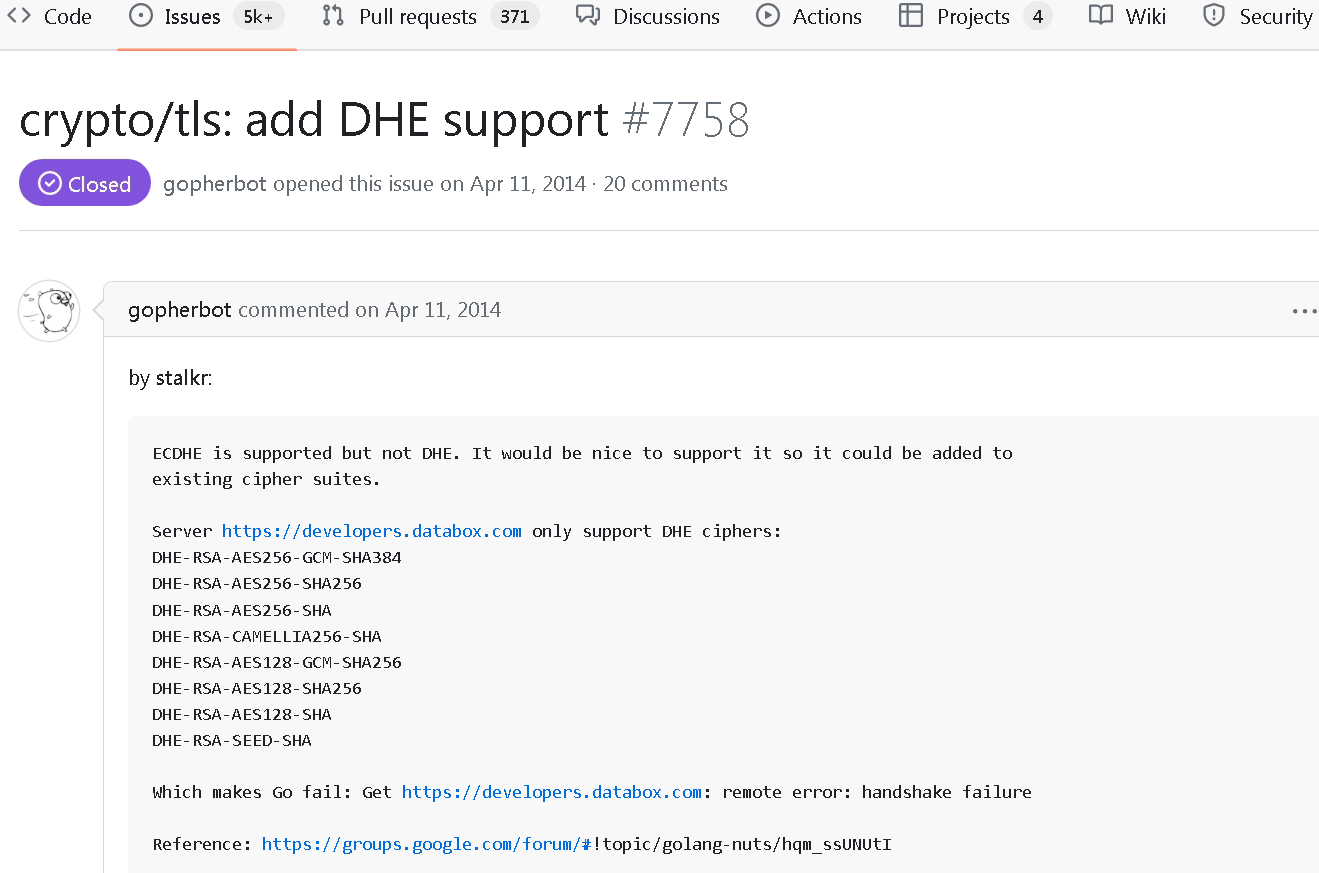 Code Issues 5k+ Pull requests 371 Discussions Actions Projects 4 Wiki Security
crypto/tls: add DHE support #7758
Closed gopherbot opened this issue on Apr 11, 2014 · 20 comments
gopherbot commented on Apr 11, 2014
by stalkr:
ECDHE is supported but not DHE. It would be nice to support it so it could be added to
existing cipher suites.
Server https://developers.databox.com only support DHE ciphers:
DHE-RSA-AES256-GCM-SHA384
DHE-RSA-AES256-SHA256
DHE-RSA-AES256-SHA
DHE-RSA-CAMELLIA256-SHA
DHE-RSA-AES128-GCM-SHA256
DHE-RSA-AES128-SHA256
DHE-RSA-AES128-SHA
DHE-RSA-SEED-SHA
Which makes Go fail: Get https://developers.databox.com: remote error: handshake failure
Reference: https://groups.google.com/forum/#!topic/golang-nuts/hqm_ssUNUtI